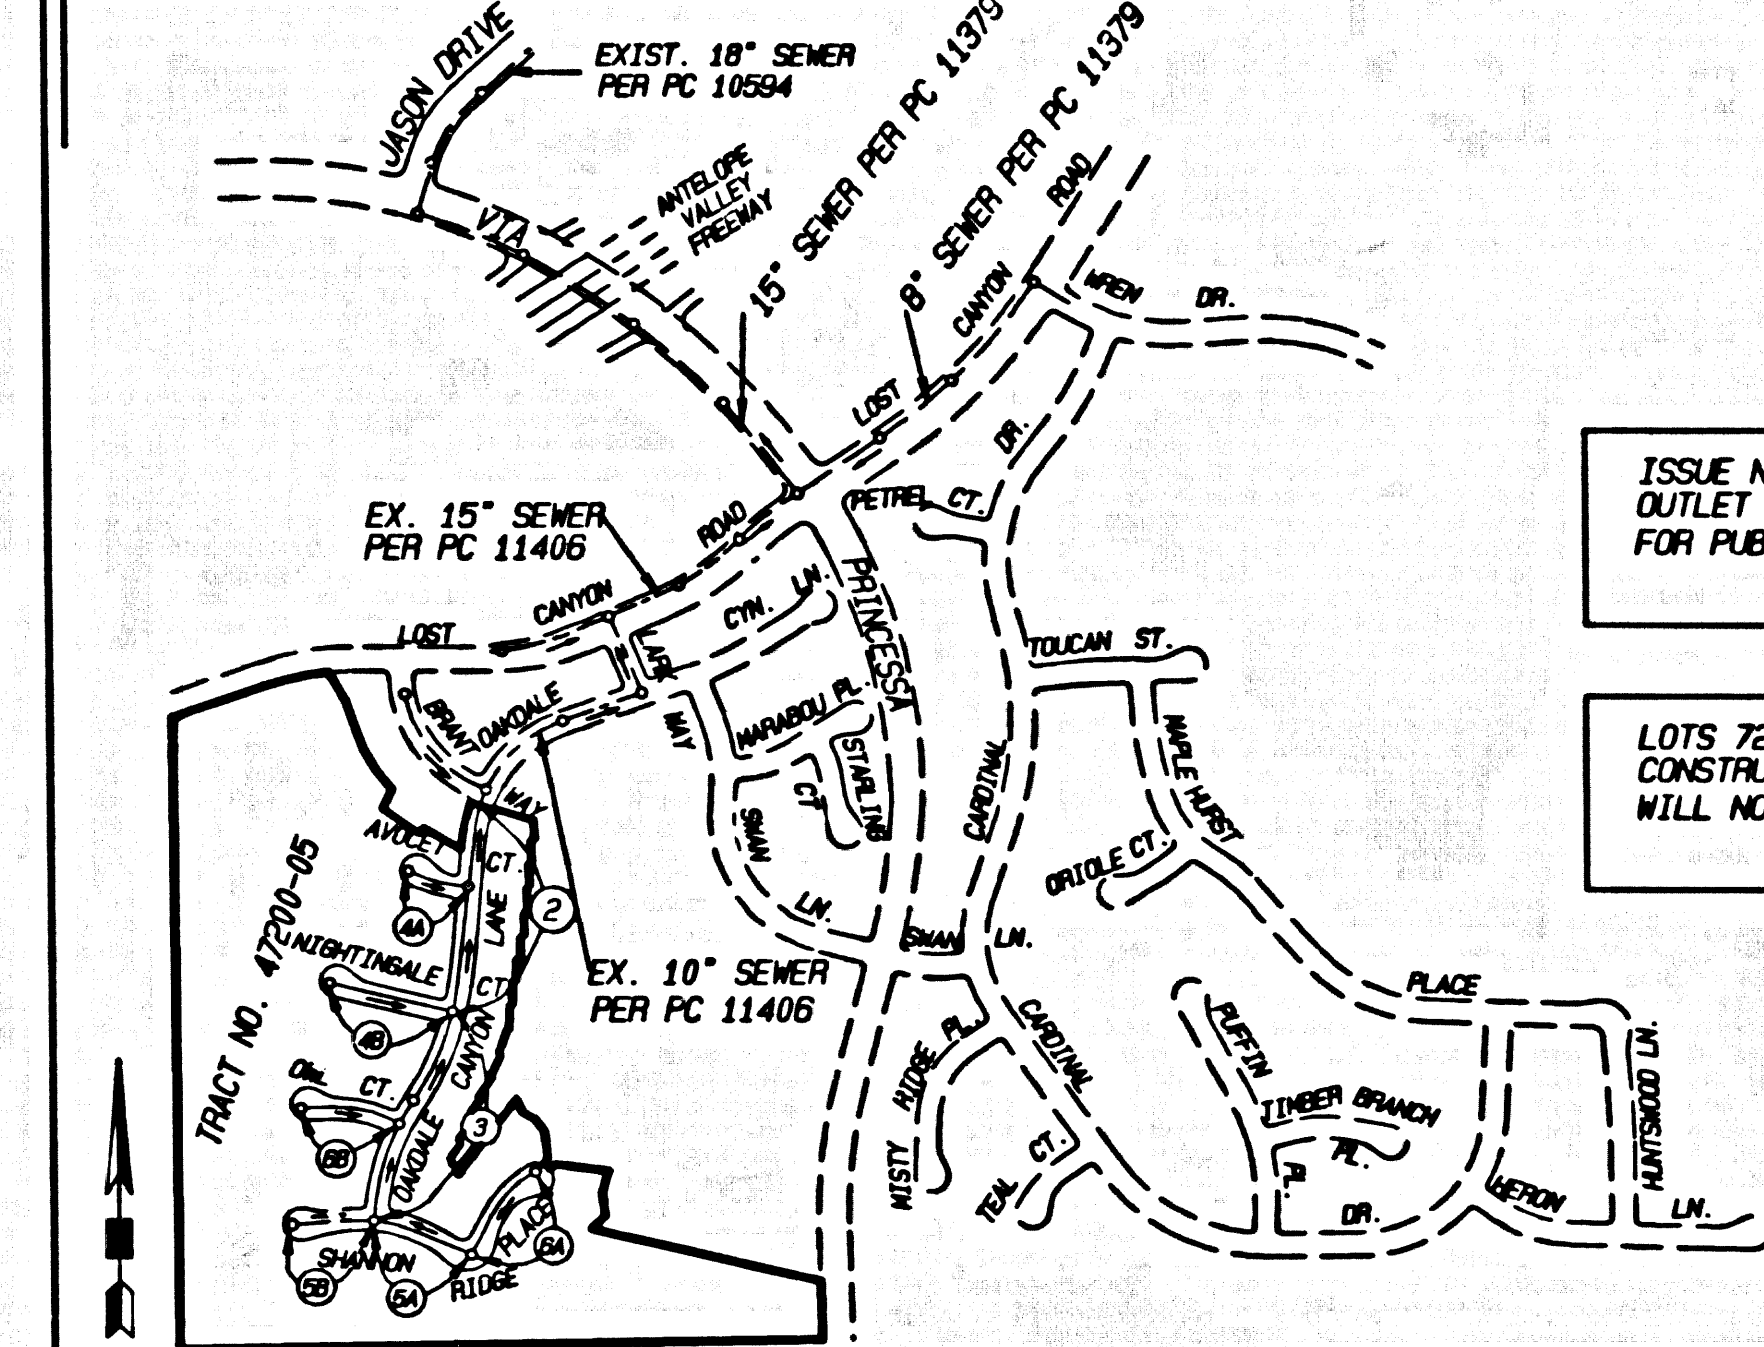 JASON DRIVE
EXIST. 18" SEWER
PER PC 10594
ANTELOPE
VALLEY
FREEWAY
15" SEWER PER PC 11379
8" SEWER PER PC 11379
VIA
CANYON
ROAD
WREN
DR.
LOST
DR.
PETREL
CT.
EX. 15" SEWER
PER PC 11406
ROAD
CANYON
LOST
CYN.
LN.
PRINCESSA
LARK
WAY
TOUCAN ST.
BRANT
OAKDALE
WAY
MARABOU PL.
STARLING
CT
SWAN
LN.
CARDINAL
MAPLE HURST
ORIOLE CT.
ISSUE N
OUTLET
FOR PUB
LOTS 72
CONSTRU
WILL NO
TRACT NO. 47200-05
AVOCET
CT.
4A
LANE
2
NIGHTINGALE
CT
4B
EX. 10" SEWER
PER PC 11406
CANYON
OWL
CT.
3
OAKDALE
SHANNON
5B
5A
RIDGE
PLACE
6A
SWAN
LN.
MISTY
RIDGE
PL.
CARDINAL
TEAL
CT.
PUFFIN
PL.
TIMBER BRANCH
PL.
PLACE
HUNTSWOOD LN.
HERON
LN.
DR.